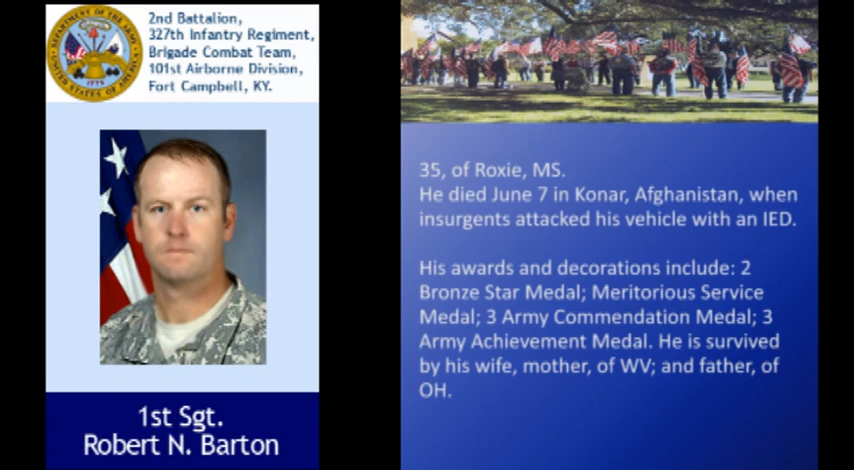 2nd Battalion,
327th Infantry Regiment,
Brigade Combat Team,
101st Airborne Division,
Fort Campbell, KY.
1st Sgt.
Robert N. Barton
35, of Roxie, MS.
He died June 7 in Konar, Afghanistan, when
insurgents attacked his vehicle with an IED.
His awards and decorations include: 2
Bronze Star Medal; Meritorious Service
Medal; 3 Army Commendation Medal; 3
Army Achievement Medal. He is survived
by his wife, mother, of WV; and father, of
OH.